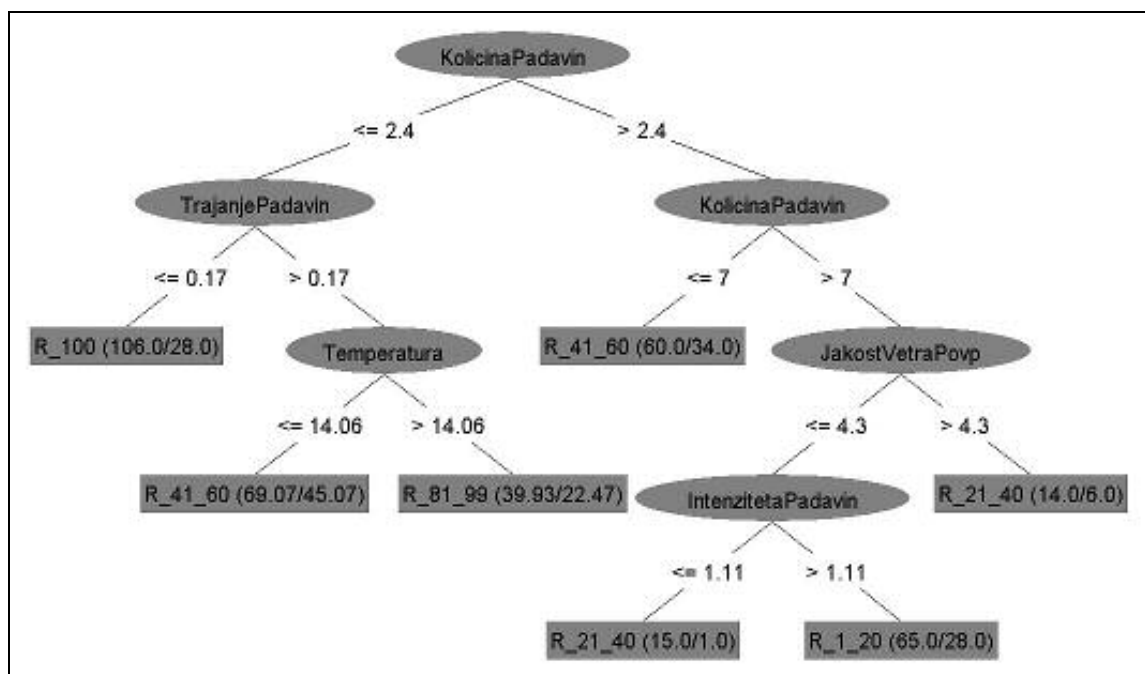 KolicinaPadavin
<= 2.4
> 2.4
TrajanjePadavin
KolicinaPadavin
<= 0.17
> 0.17
<= 7
> 7
R_100 (106.0/28.0)
Temperatura
R_41_60 (60.0/34.0)
JakostVetraPovp
<= 14.06
> 14.06
<= 4.3
> 4.3
R_41_60 (69.07/45.07)
R_81_99 (39.93/22.47)
IntenzitetaPadavin
R_21_40 (14.0/6.0)
<= 1.11
> 1.11
R_21_40 (15.0/1.0)
R_1_20 (65.0/28.0)